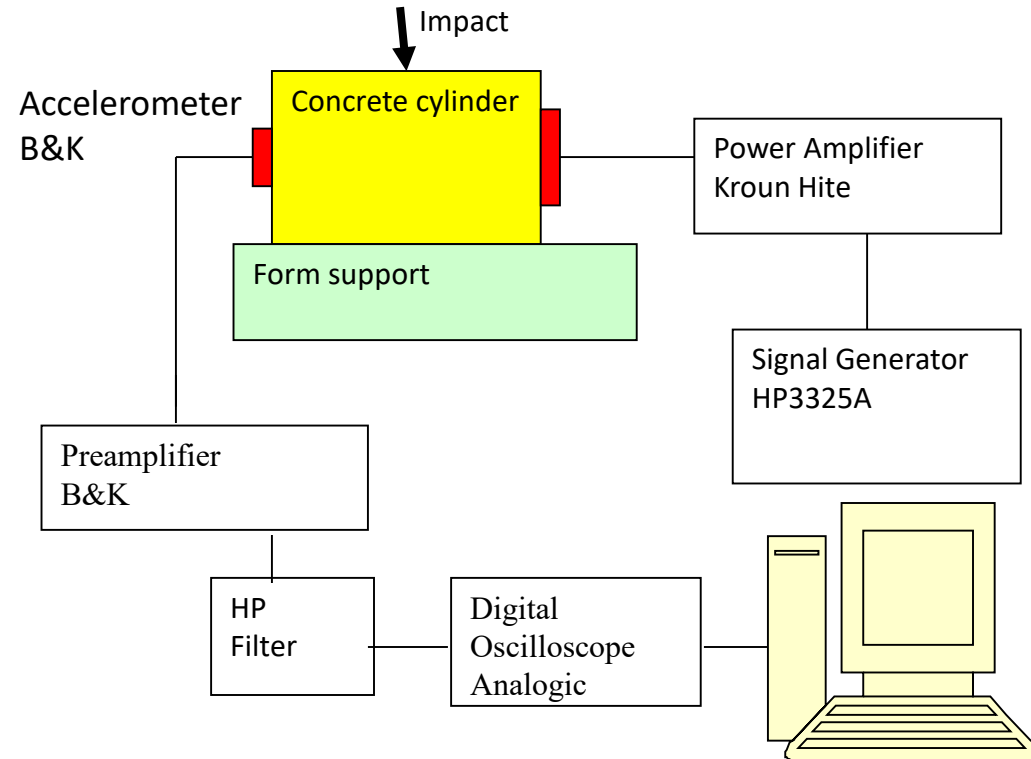 Impact
Accelerometer
B&K
Concrete cylinder
Power Amplifier
Kroun Hite
Form support
Signal Generator
HP3325A
Preamplifier
B&K
HP
Filter
Digital
Oscilloscope
Analogic